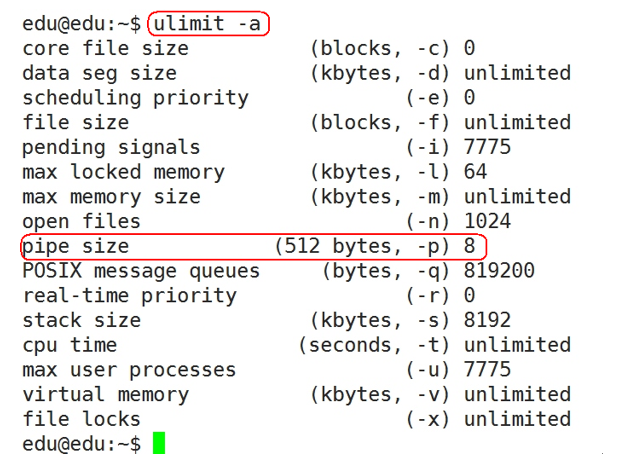 edu@edu:~$ ulimit -a
core file size (blocks, -c) 0
data seg size (kbytes, -d) unlimited
scheduling priority (-e) 0
file size (blocks, -f) unlimited
pending signals (-i) 7775
max locked memory (kbytes, -l) 64
max memory size (kbytes, -m) unlimited
open files (-n) 1024
pipe size (512 bytes, -p) 8
POSIX message queues (bytes, -q) 819200
real-time priority (-r) 0
stack size (kbytes, -s) 8192
cpu time (seconds, -t) unlimited
max user processes (-u) 7775
virtual memory (kbytes, -v) unlimited
file locks (-x) unlimited
edu@edu:~$